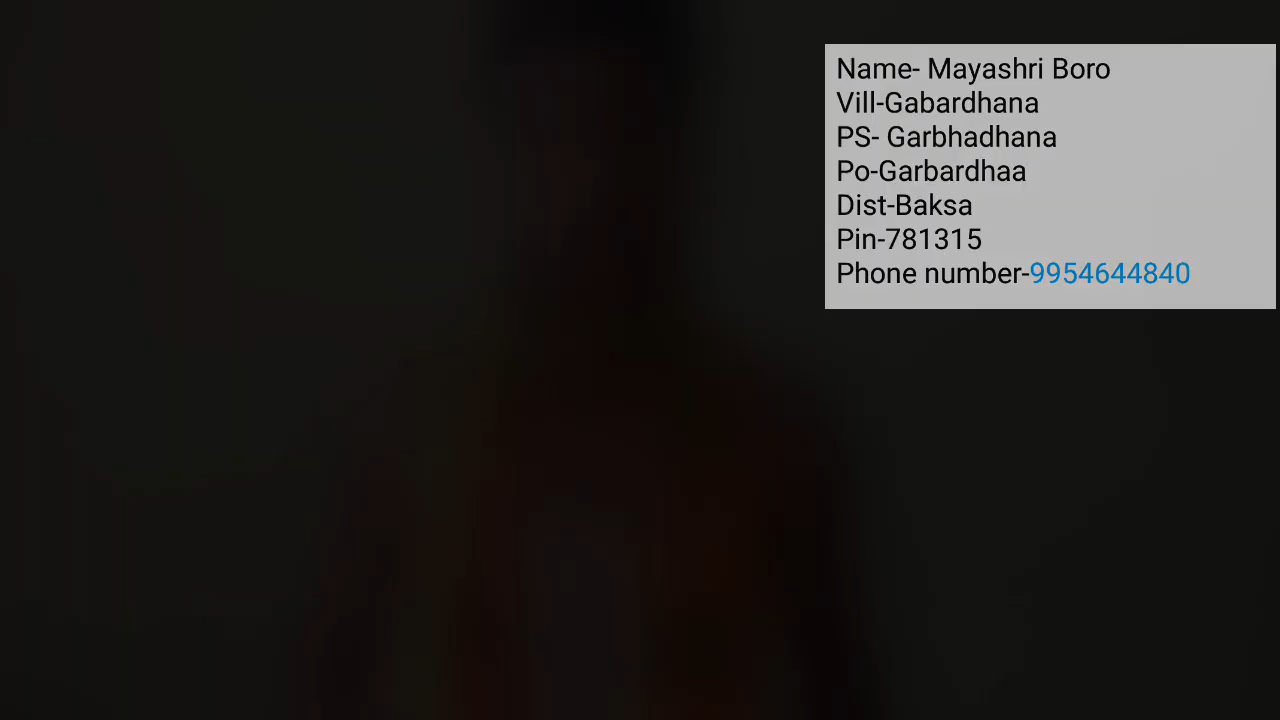 Name- Mayashri Boro
Vill-Gabardhana
PS- Garbhadhana
Po-Garbardhaa
Dist-Baksa
Pin-781315
Phone number-9954644840